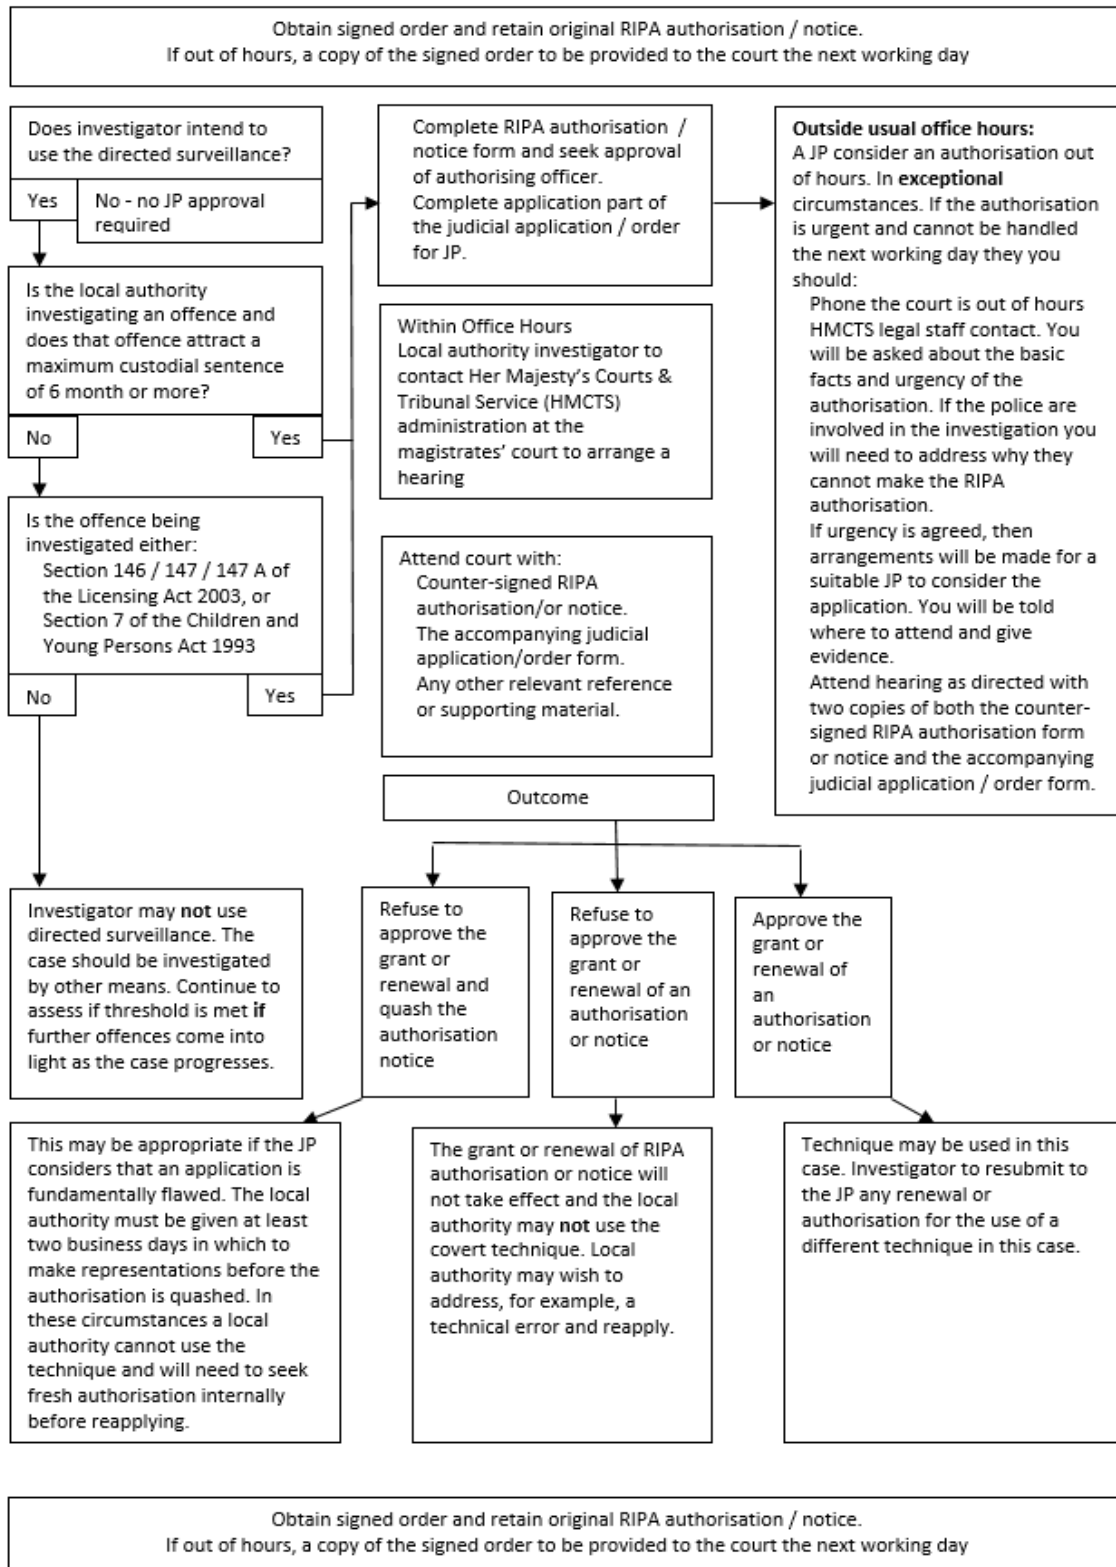 Obtain signed order and retain original RIPA authorisation / notice.
If out of hours, a copy of the signed order to be provided to the court the next working day
Does investigator intend to
use the directed surveillance?
Yes
No - no JP approval
required
Is the local authority
investigating an offence and
does that offence attract a
maximum custodial sentence
of 6 month or more?
No
Yes
Is the offence being
investigated either:
Section 146 / 147 / 147 A of
the Licensing Act 2003, or
Section 7 of the Children and
Young Persons Act 1993
No
Yes
Complete RIPA authorisation /
notice form and seek approval
of authorising officer.
Complete application part of
the judicial application / order
for JP.
Within Office Hours
Local authority investigator to
contact Her Majesty's Courts &
Tribunal Service (HMCTS)
administration at the
magistrates' court to arrange a
hearing
Attend court with:
Counter-signed RIPA
authorisation/or notice.
The accompanying judicial
application/order form.
Any other relevant reference
or supporting material.
Outside usual office hours:
A JP consider an authorisation out
of hours. In exceptional
circumstances. If the authorisation
is urgent and cannot be handled
the next working day they you
should:
Phone the court is out of hours
HMCTS legal staff contact. You
will be asked about the basic
facts and urgency of the
authorisation. If the police are
involved in the investigation you
will need to address why they
cannot make the RIPA
authorisation.
If urgency is agreed, then
arrangements will be made for a
suitable JP to consider the
application. You will be told
where to attend and give
evidence.
Attend hearing as directed with
two copies of both the counter-
signed RIPA authorisation form
or notice and the accompanying
judicial application / order form.
Outcome
Investigator may not use
directed surveillance. The
case should be investigated
by other means. Continue to
assess if threshold is met if
further offences come into
light as the case progresses.
Refuse to
approve the
grant or
renewal and
quash the
authorisation
notice
Refuse to
approve the
grant or
renewal of an
authorisation
or notice
Approve the
grant or
renewal of
an
authorisation
or notice
This may be appropriate if the JP
considers that an application is
fundamentally flawed. The local
authority must be given at least
two business days in which to
make representations before the
authorisation is quashed. In
these circumstances a local
authority cannot use the
technique and will need to seek
fresh authorisation internally
before reapplying.
The grant or renewal of RIPA
authorisation or notice will
not take effect and the local
authority may not use the
covert technique. Local
authority may wish to
address, for example, a
technical error and reapply.
Technique may be used in this
case. Investigator to resubmit to
the JP any renewal or
authorisation for the use of a
different technique in this case.
Obtain signed order and retain original RIPA authorisation / notice.
If out of hours, a copy of the signed order to be provided to the court the next working day